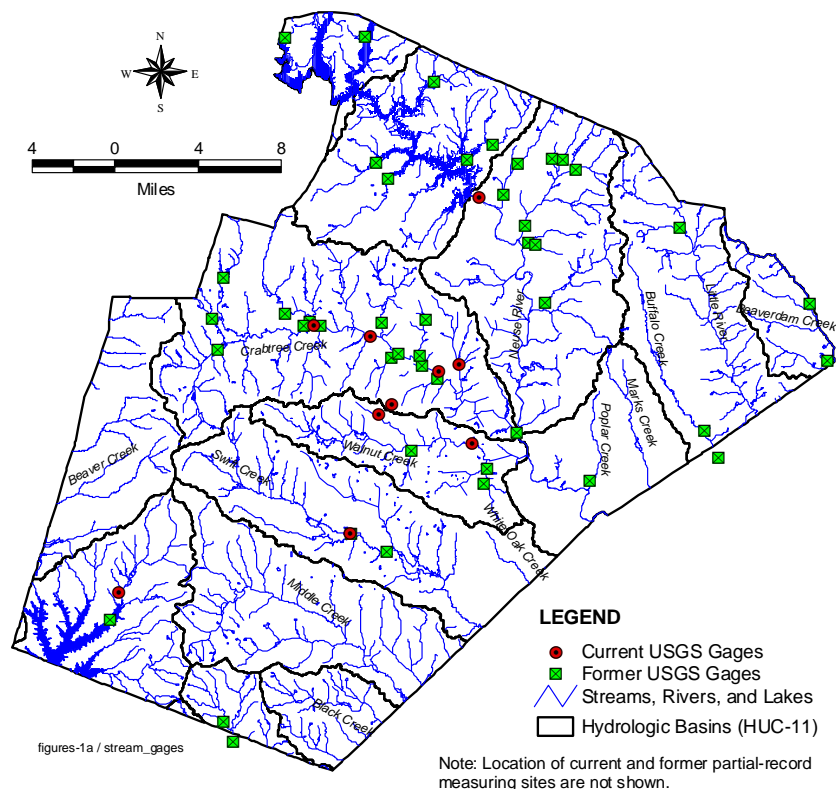 N
W E
S
4 0 4 8
Miles
Neuse River
Buffalo Creek
Little River
Beaverdam Creek
Crabtree Creek
Marks Creek
Poplar Creek
Walnut Creek
Beaver Creek
Swift Creek
White Oak Creek
Middle Creek
Black Creek
LEGEND
Current USGS Gages
Former USGS Gages
Streams, Rivers, and Lakes
Hydrologic Basins (HUC-11)
figures-1a / stream_gages
Note: Location of current and former partial-record
measuring sites are not shown.